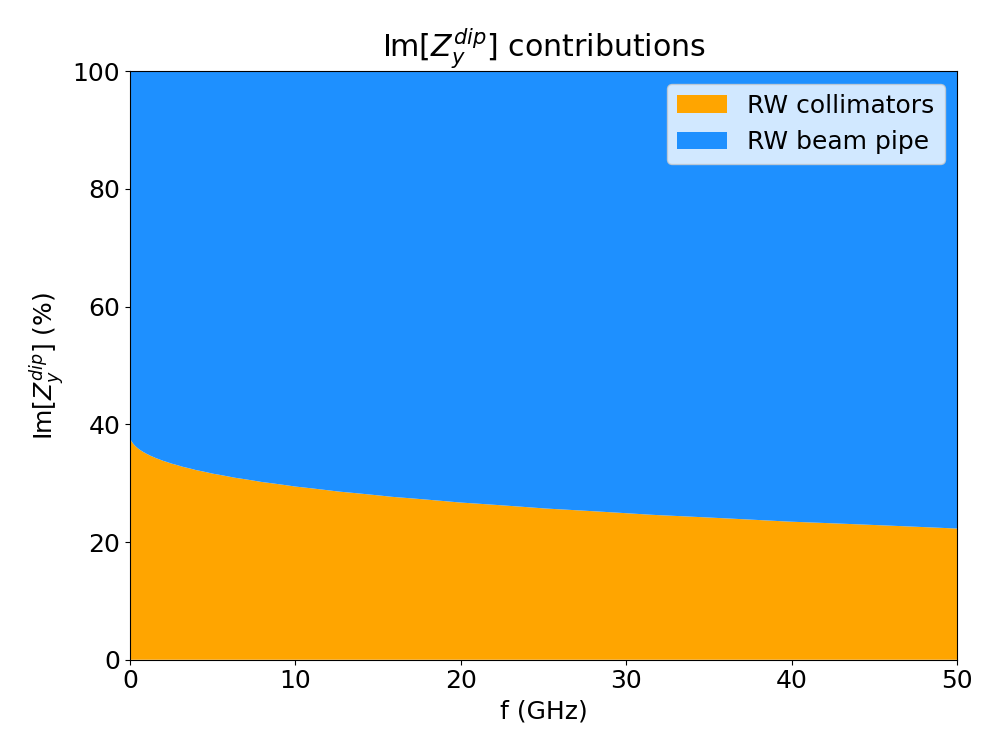 Im[$Z_y^{dip}$] contributions
100
80
60
40
20
0
Im[$Z_y^{dip}$] (%)
RW collimators
RW beam pipe
0 10 20 30 40 50
f (GHz)